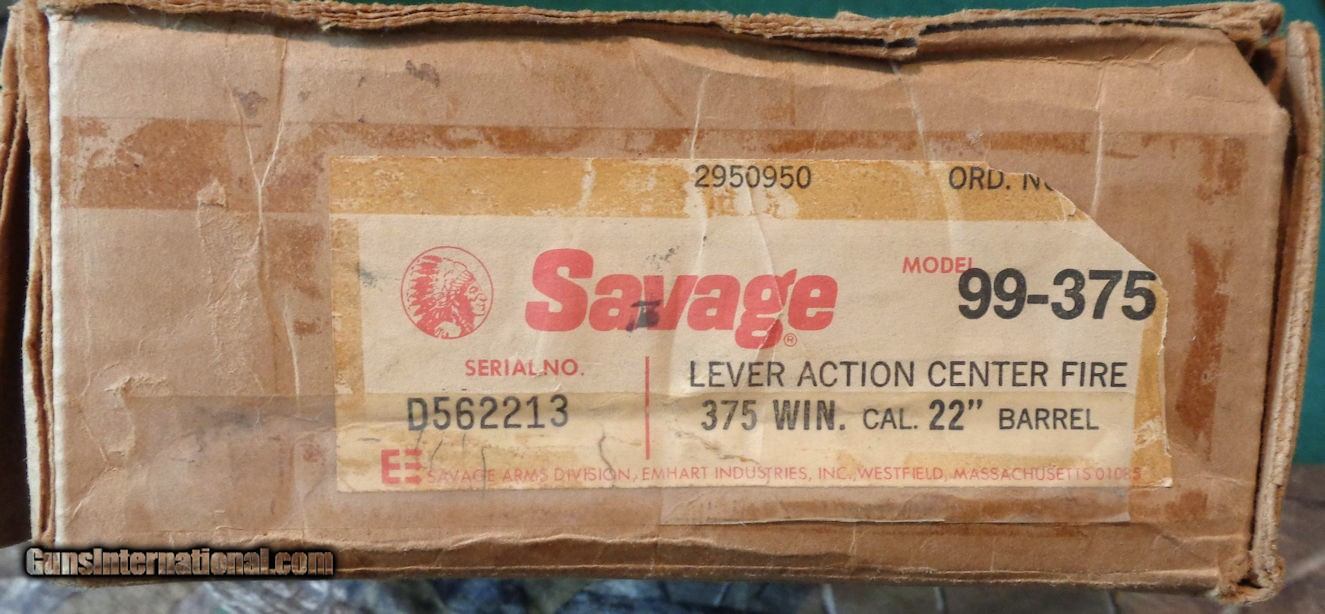 2950950 ORD.
Savage®
MODEL 99-375
SERIAL NO.
D562213
LEVER ACTION CENTER FIRE
375 WIN. CAL. 22” BARREL
SAVAGE ARMS DIVISION, EMHART INDUSTRIES, INC., WESTFIELD, MASSACHUSETTS 01085
GunsInternational.com